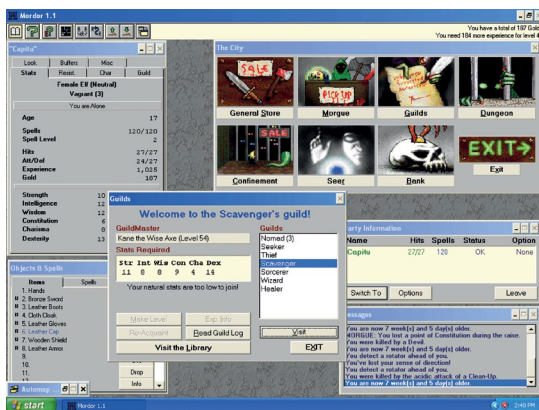 Mordor 1.1
You have a total of 187 Gold
You need 184 more experience for level 4
"Capitu"
Look Buffers Misc
Stats Resist. Char Guild
Female Elf (Neutral)
Vagrant (3)
You are Alone
Age 17
Spells 120/120
Spell Level 2
Hits 27/27
Att/Def 24/27
Experience 1,025
Gold 187
Strength 10
Intelligence 12
Wisdom 12
Constitution 6
Charisma 8
Dexterity 13
The City
SALE
PICK UP
General Store
Morgue
Guilds
Dungeon
SALE
EXIT
Confinement
Seer
Bank
Exit
Guilds
Welcome to the Scavenger's guild!
GuildMaster
Kane the Wise Axe (Level 54)
Stats Required
Str Int Wis Con Cha Dex
11 8 8 9 4 14
Your natural stats are too low to join!
Make Level
Exp. Info
Re-Acquaint
Read Guild Log
Visit the Library
Guilds
Nomad (3)
Seeker
Thief
Scavenger
Sorcerer
Wizard
Healer
Visit
EXIT
Objects & Spells
Items Spells
1. Hands
2. Bronze Sword
3. Leather Boots
4. Cloth Cloak
5. Leather Gloves
6. Leather Cap
7. Wooden Shield
8. Leather Armor
9.
10.
11.
Drop
Info
Automap
arty Information
Name Hits Spells Status Option
Capitu 27/27 128 OK None
Switch To
Options
Leave
essages
You are now 7 week(s) and 5 day(s) older.
MORGUE: You lost a point of Constitution during the raise.
You were killed by a Devil.
You are now 7 week(s) and 5 day(s) older.
You detect a rotator ahead of you.
You've lost your sense of direction!
You detect a rotator ahead of you.
You were killed by the acidic attack of a Clean-Up.
You are now 7 week(s) and 5 day(s) older.
start
Mordor 1.1
2:40 PM